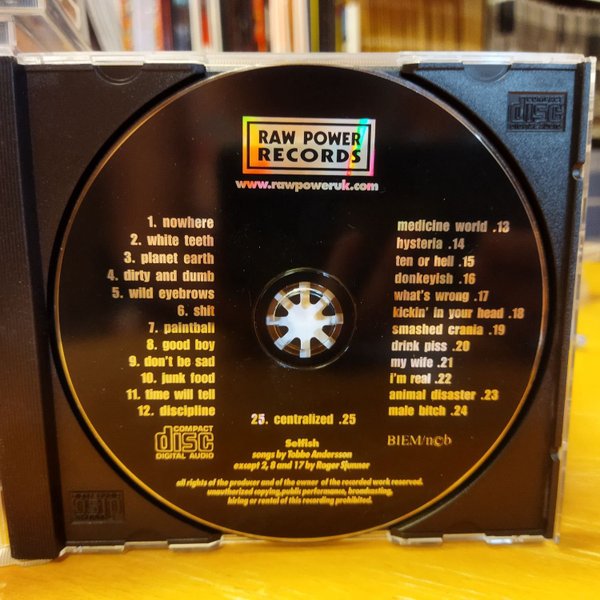 RAW POWER
RECORDS
www.rawpoweruk.com
1. nowhere
2. white teeth
3. planet earth
4. dirty and dumb
5. wild eyebrows
6. shit
7. paintball
8. good boy
9. don't be sad
10. junk food
11. time will tell
12. discipline
medicine world .13
hysteria .14
ten or hell .15
donkeyish .16
what's wrong .17
kickin' in your head .18
smashed crania .19
drink piss .20
my wife .21
i'm real .22
animal disaster .23
male bitch .24
25. centralized .25
COMPACT
disc
DIGITAL AUDIO
Selfish
songs by Tobbe Andersson
except 2, 8 and 17 by Roger Sjunner
BIEM/n©b
all rights of the producer and of the owner of the recorded work reserved.
unauthorized copying,public performance, broadcasting,
hiring or rental of this recording prohibited.
COMPACT
disc